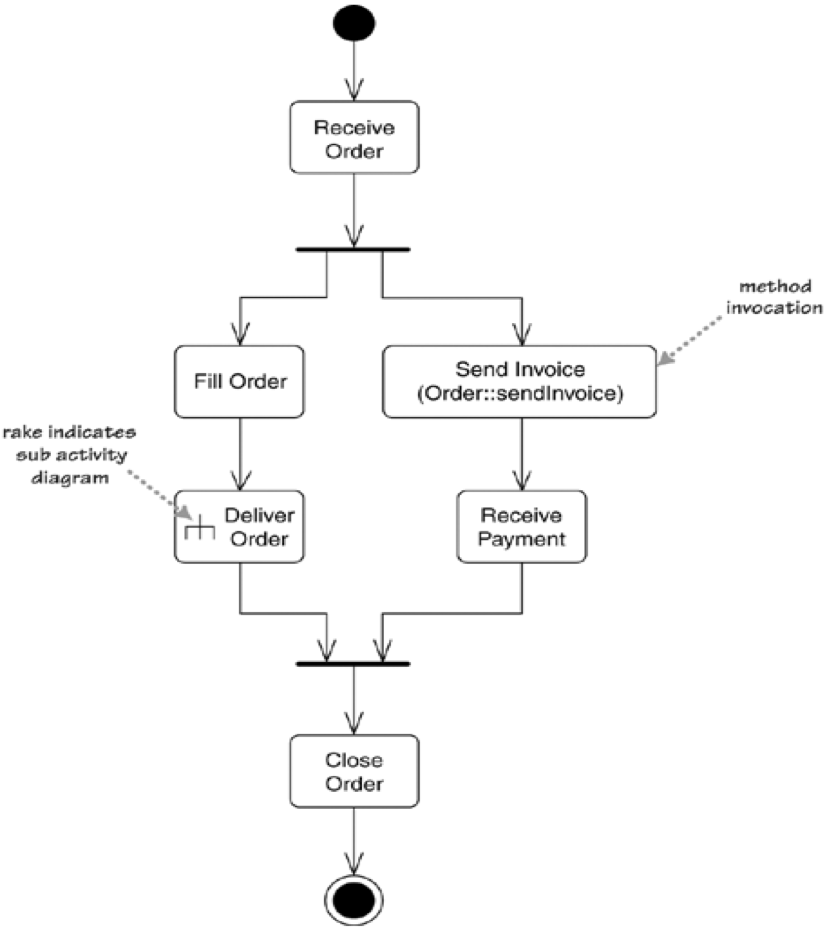 Receive
Order
method
invocation
Fill Order
Send Invoice
(Order::sendInvoice)
rake indicates
sub activity
diagram
Deliver
Order
Receive
Payment
Close
Order